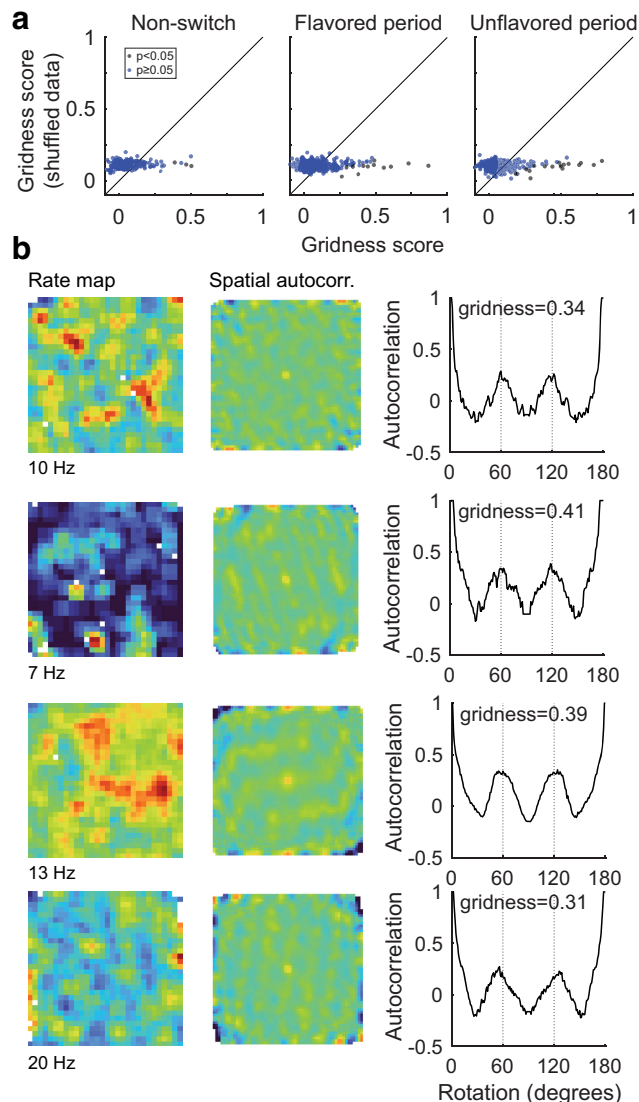 a
Non-switch
Flavored period
Unflavored period
Gridness score
(shuffled data)
1
0.5
0
p<0.05
p≥0.05
0 0.5 1
0 0.5 1
0 0.5 1
Gridness score
b
Rate map
Spatial autocorr.
10 Hz
Autocorrelation
1
0.5
0
-0.5
gridness=0.34
0 60 120 180
7 Hz
Autocorrelation
1
0.5
0
-0.5
gridness=0.41
0 60 120 180
13 Hz
Autocorrelation
1
0.5
0
-0.5
gridness=0.39
0 60 120 180
20 Hz
Autocorrelation
1
0.5
0
-0.5
gridness=0.31
0 60 120 180
Rotation (degrees)